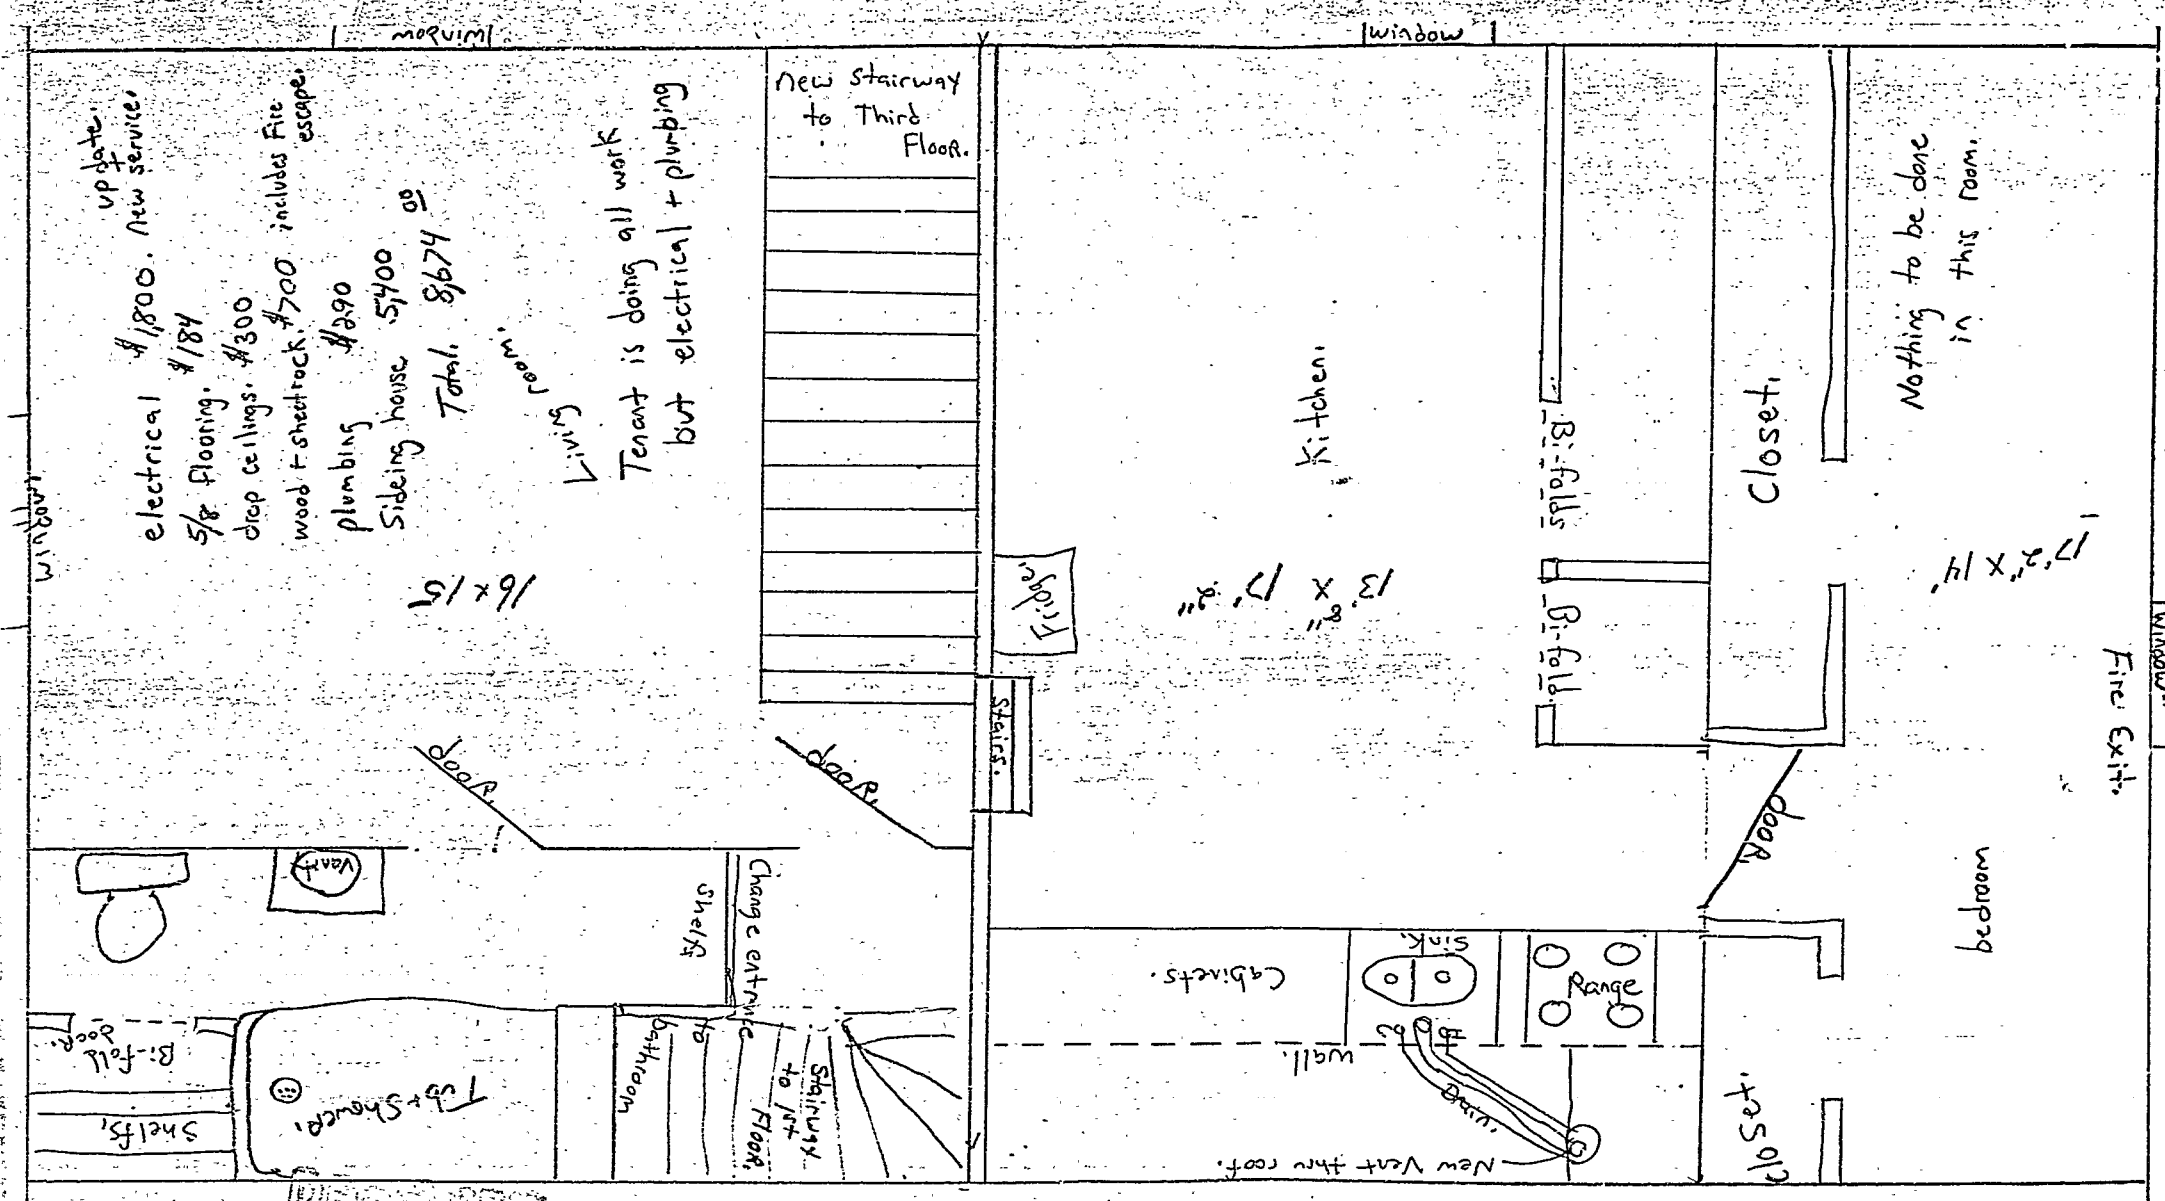 window
window
update.
+
new service.
electrical $1,800.
5/8 flooring. $184
drop ceilings. $300
wood + sheetrock. $700 includes Fire
escape.
plumbing $290
Sideing house 5,400
Total. 8,674 00
Living room.
Tenant is doing all work
but electrical + plumbing
16 x 15
window
new stairway
to Third
Floor.
Kitchen.
13' 8" x 17' 2"
Fridge.
Stairs.
Bi-folds
Bi-fold.
Closet.
Nothing to be done
in this room.
17' 2" x 14'
window
Fire Exit.
bedroom
door.
door.
door.
Vant
Shelf
Change entrance
to
bathroom
Stairway
to 1st
Floor.
Tub + Shower.
Bi-fold
door.
Shelfs.
Cabinets.
Sink.
Range
wall.
Drain.
New Vent thru roof.
Closet.